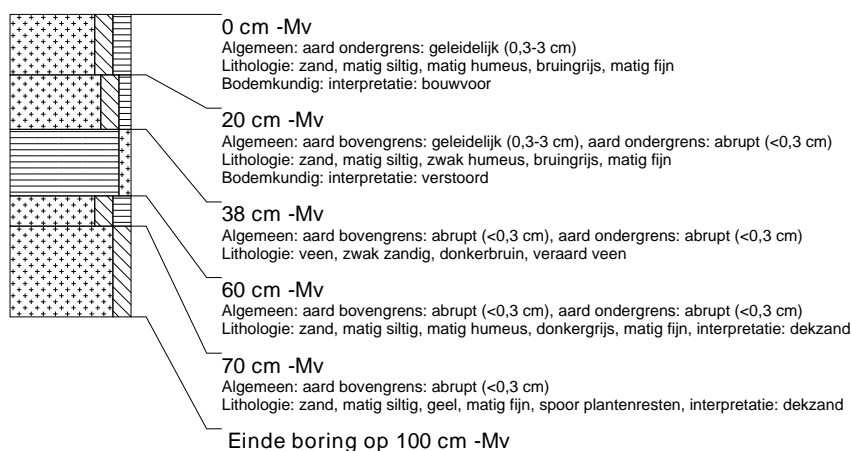 0 cm -Mv
Algemeen: aard ondergrens: geleidelijk (0,3-3 cm)
Lithologie: zand, matig siltig, matig humeus, bruingrijs, matig fijn
Bodemkundig: interpretatie: bouwvoor
20 cm -Mv
Algemeen: aard bovengrens: geleidelijk (0,3-3 cm), aard ondergrens: abrupt (<0,3 cm)
Lithologie: zand, matig siltig, zwak humeus, bruingrijs, matig fijn
Bodemkundig: interpretatie: verstoord
38 cm -Mv
Algemeen: aard bovengrens: abrupt (<0,3 cm), aard ondergrens: abrupt (<0,3 cm)
Lithologie: veen, zwak zandig, donkerbruin, veraard veen
60 cm -Mv
Algemeen: aard bovengrens: abrupt (<0,3 cm), aard ondergrens: abrupt (<0,3 cm)
Lithologie: zand, matig siltig, matig humeus, donkergrijs, matig fijn, interpretatie: dekzand
70 cm -Mv
Algemeen: aard bovengrens: abrupt (<0,3 cm)
Lithologie: zand, matig siltig, geel, matig fijn, spoor plantenresten, interpretatie: dekzand
Einde boring op 100 cm -Mv